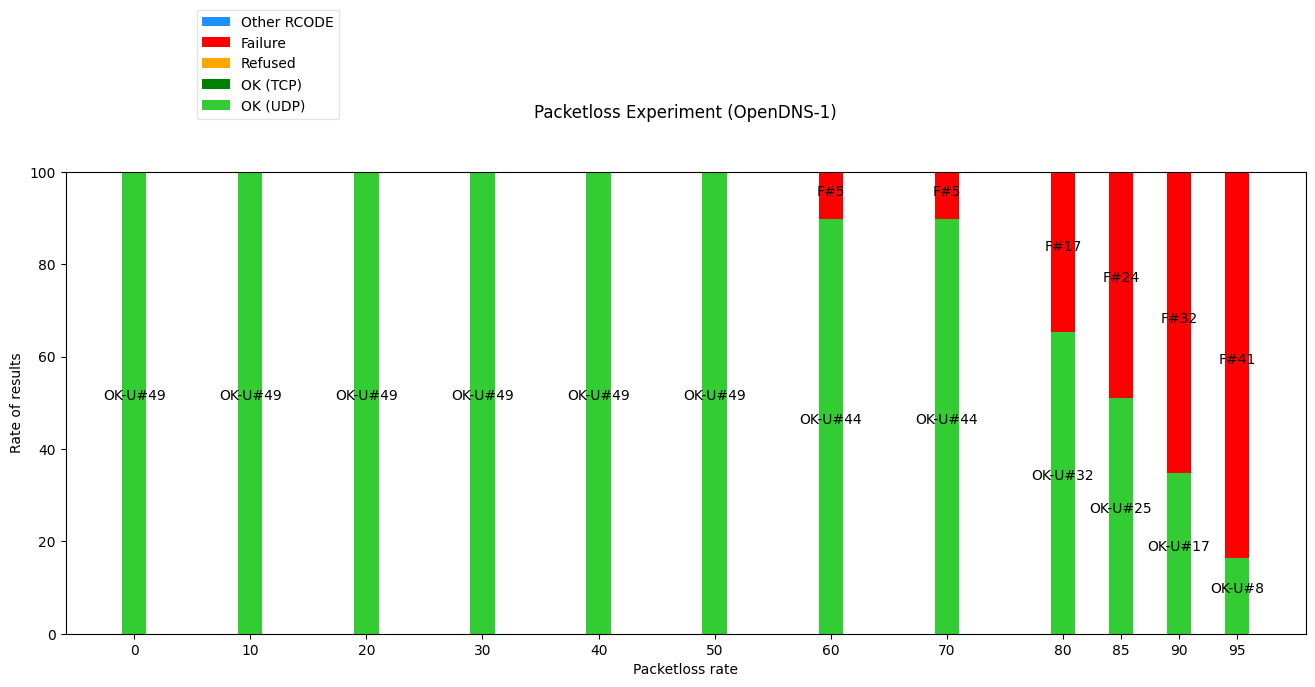 Other RCODE
Failure
Refused
OK (TCP)
OK (UDP)
Packetloss Experiment (OpenDNS-1)
Rate of results
100
80
60
40
20
0
F#5 F#5
F#17
F#24
F#32
F#41
OK-U#49 OK-U#49 OK-U#49 OK-U#49 OK-U#49 OK-U#49
OK-U#44 OK-U#44
OK-U#32
OK-U#25
OK-U#17
OK-U#8
0 10 20 30 40 50 60 70 80 85 90 95
Packetloss rate